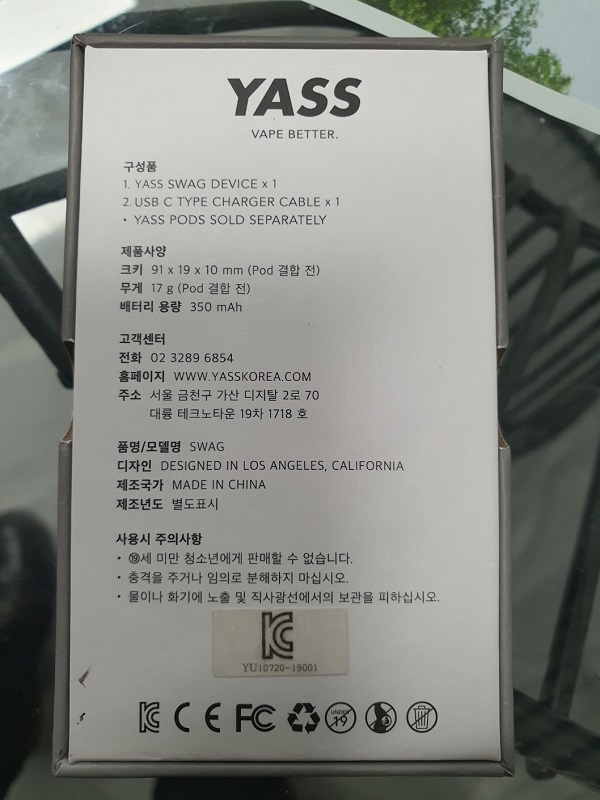 YASS
VAPE BETTER.
구성품
1. YASS SWAG DEVICE x 1
2. USB C TYPE CHARGER CABLE x 1
• YASS PODS SOLD SEPARATELY
제품사양
크키 91 x 19 x 10 mm (Pod 결합 전)
무게 17 g (Pod 결합 전)
배터리 용량 350 mAh
고객센터
전화 02 3289 6854
홈페이지 WWW.YASSKOREA.COM
주소 서울 금천구 가산 디지탈 2로 70
대륭 테크노타운 19차 1718 호
품명/모델명 SWAG
디자인 DESIGNED IN LOS ANGELES, CALIFORNIA
제조국가 MADE IN CHINA
제조년도 별도표시
사용시 주의사항
• ⑲세 미만 청소년에게 판매할 수 없습니다.
• 충격을 주거나 임의로 분해하지 마십시오.
• 물이나 화기에 노출 및 직사광선에서의 보관을 피하십시오.
KC
YU10720-19001
KC CE FC UNDER 19